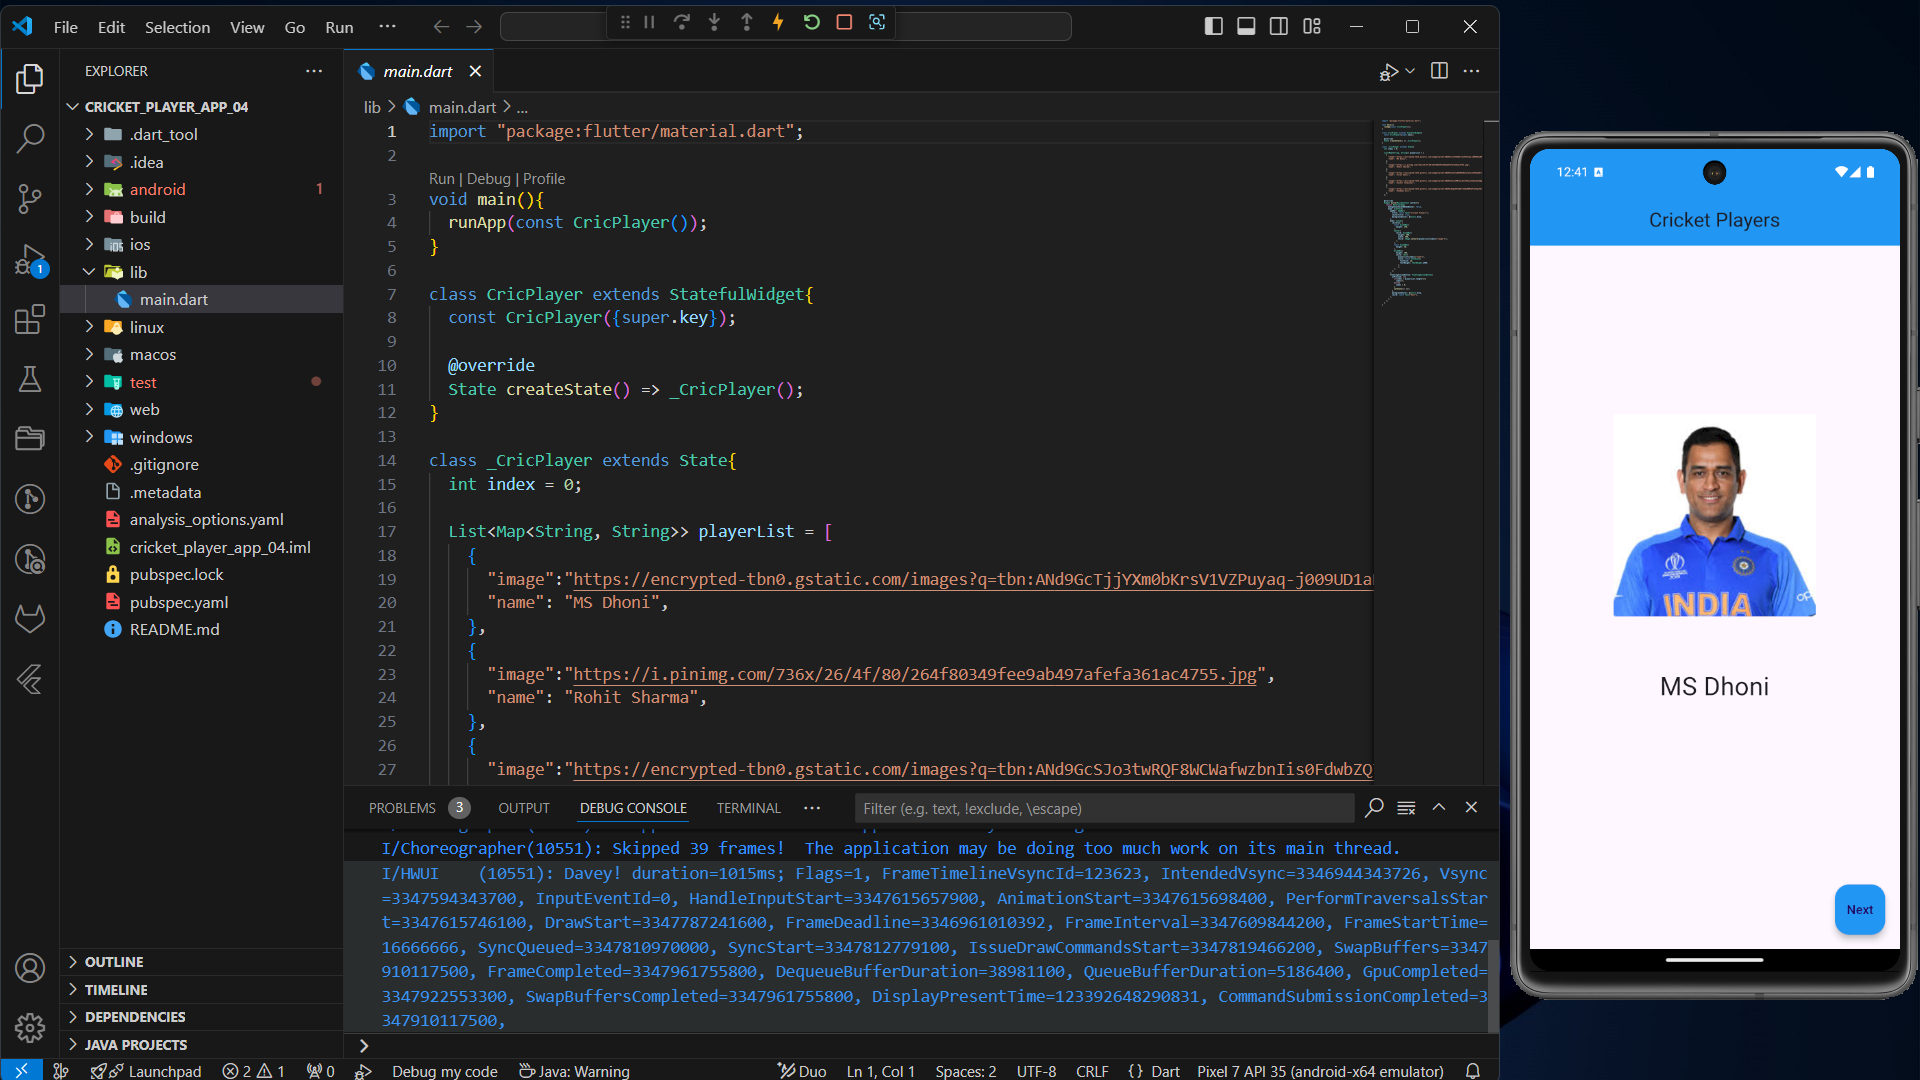 File Edit Selection View Go Run ...
EXPLORER
main.dart
CRICKET_PLAYER_APP_04
.dart_tool
.idea
android 1
build
ios
lib
main.dart
linux
macos
test
web
windows
.gitignore
.metadata
analysis_options.yaml
cricket_player_app_04.iml
pubspec.lock
pubspec.yaml
README.md
OUTLINE
TIMELINE
DEPENDENCIES
JAVA PROJECTS
1
lib > main.dart > ...
1 import "package:flutter/material.dart";
2
Run | Debug | Profile
3 void main(){
4 runApp(const CricPlayer());
5 }
6
7 class CricPlayer extends StatefulWidget{
8 const CricPlayer({super.key});
9
10 @override
11 State createState() => _CricPlayer();
12 }
13
14 class _CricPlayer extends State{
15 int index = 0;
16
17 List<Map<String, String>> playerList = [
18 {
19 "image":"https://encrypted-tbn0.gstatic.com/images?q=tbn:ANd9GcTjjYXm0bKrsV1VZPuyaq-j009UD1a
20 "name": "MS Dhoni",
21 },
22 {
23 "image":"https://i.pinimg.com/736x/26/4f/80/264f80349fee9ab497afefa361ac4755.jpg",
24 "name": "Rohit Sharma",
25 },
26 {
27 "image":"https://encrypted-tbn0.gstatic.com/images?q=tbn:ANd9GcSJo3twRQF8WCWafwzbnIis0FdwbZQ
PROBLEMS 3 OUTPUT DEBUG CONSOLE TERMINAL ...
Filter (e.g. text, !exclude, \escape)
I/Choreographer(10551): Skipped 39 frames! The application may be doing too much work on its main thread.
I/HWUI (10551): Davey! duration=1015ms; Flags=1, FrameTimelineVsyncId=123623, IntendedVsync=3346944343726, Vsync
=3347594343700, InputEventId=0, HandleInputStart=3347615657900, AnimationStart=3347615698400, PerformTraversalsStar
t=3347615746100, DrawStart=3347787241600, FrameDeadline=3346961010392, FrameInterval=3347609844200, FrameStartTime=
16666666, SyncQueued=3347810970000, SyncStart=3347812779100, IssueDrawCommandsStart=3347819466200, SwapBuffers=3347
910117500, FrameCompleted=3347961755800, DequeueBufferDuration=38981100, QueueBufferDuration=5186400, GpuCompleted=
3347922553300, SwapBuffersCompleted=3347961755800, DisplayPresentTime=123392648290831, CommandSubmissionCompleted=3
347910117500,
>
Launchpad 2 1 0 Debug my code Java: Warning Duo Ln 1, Col 1 Spaces: 2 UTF-8 CRLF {} Dart Pixel 7 API 35 (android-x64 emulator)
12:41
Cricket Players
INDIA
MS Dhoni
Next